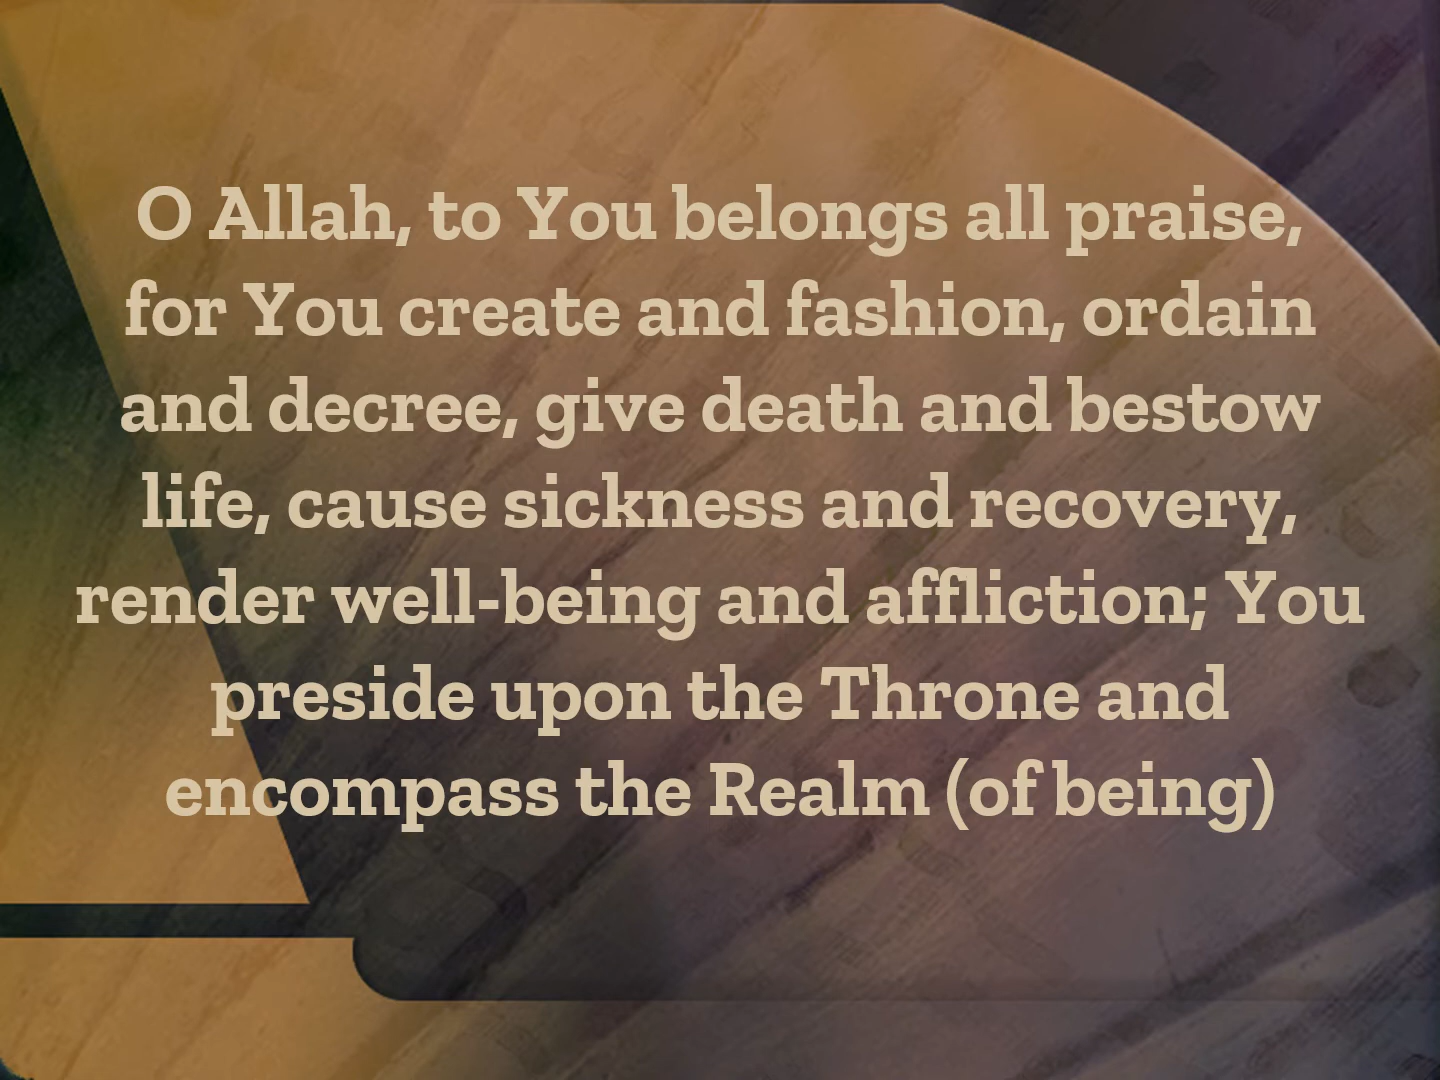 O Allah, to You belongs all praise,
for You create and fashion, ordain
and decree, give death and bestow
life, cause sickness and recovery,
render well-being and affliction; You
preside upon the Throne and
encompass the Realm (of being)